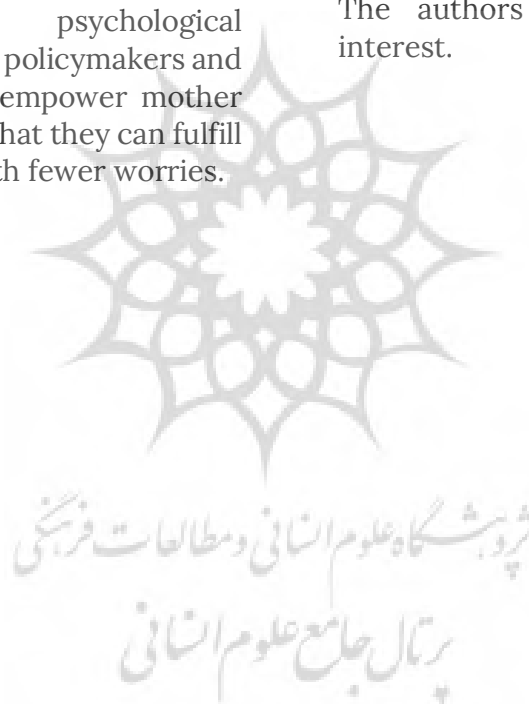 psychological
policymakers and
empower mother
hat they can fulfill
th fewer worries.
The authors
interest.
پژوهشگاه علوم انسانی و مطالعات فرهنگی
پرتال جامع علوم انسانی